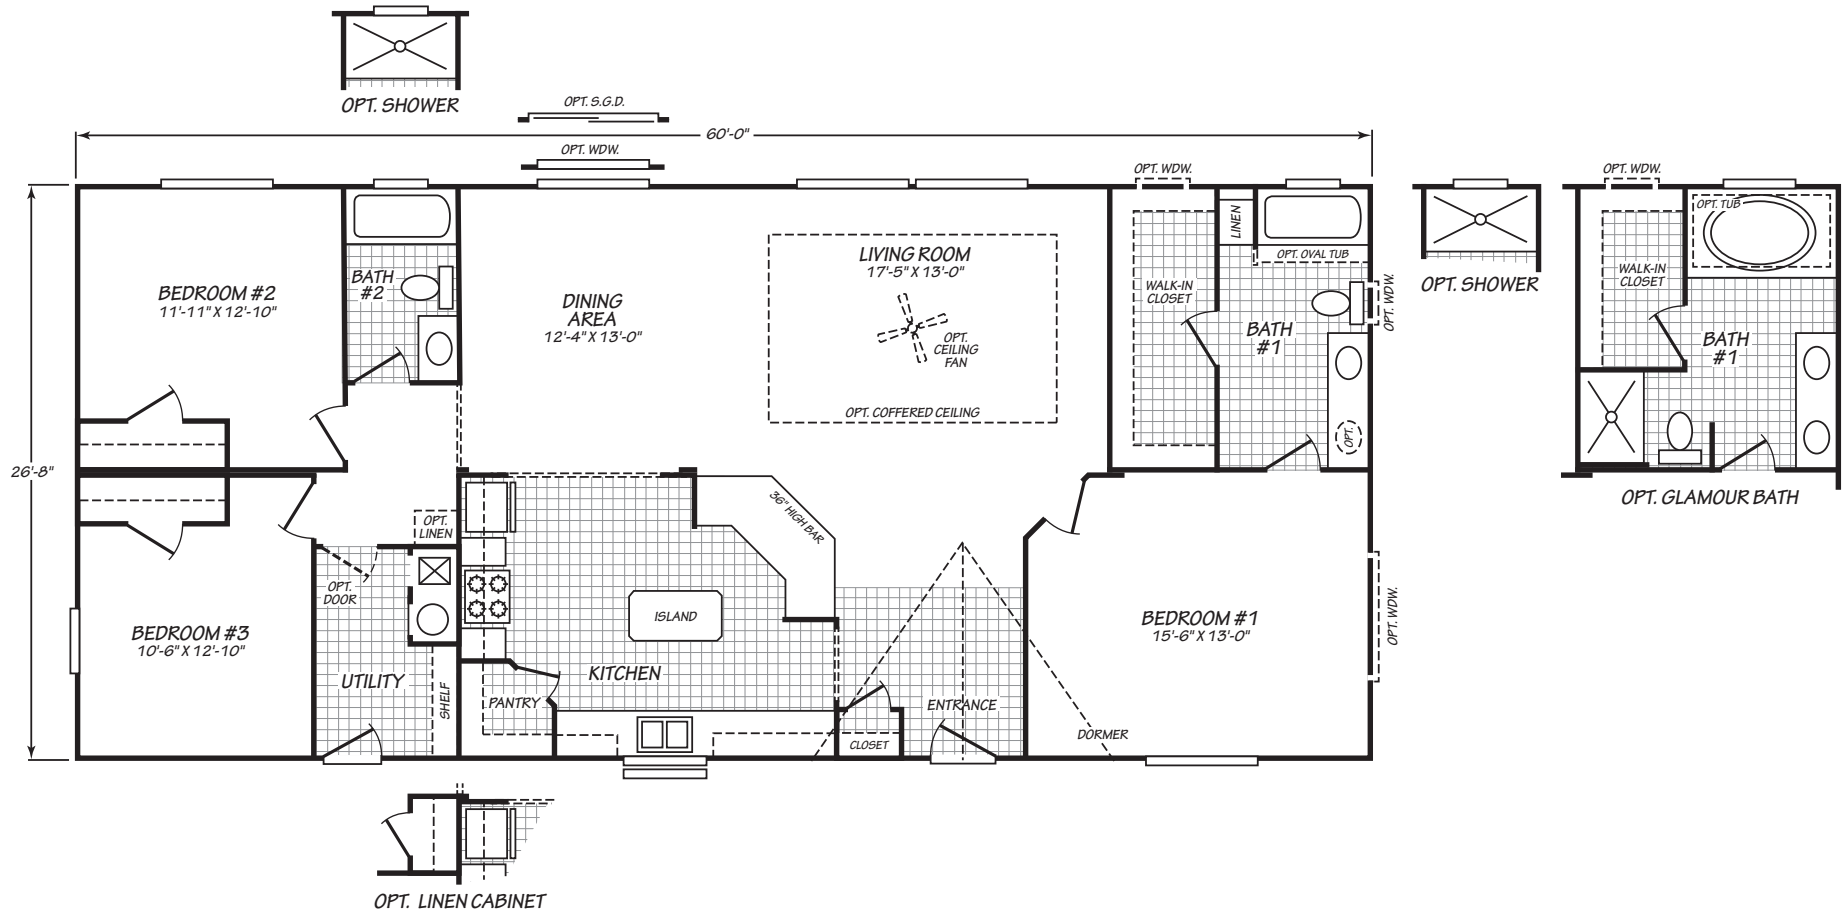 OPT. SHOWER
OPT. S.G.D.
60'-0"
OPT. WDW.
OPT. WDW.
OPT. WDW.
26'-8"
BEDROOM #2
11'-11" X 12'-10"
BATH
#2
DINING
AREA
12'-4" X 13'-0"
LIVING ROOM
17'-5" X 13'-0"
OPT.
CEILING
FAN
OPT. COFFERED CEILING
WALK-IN
CLOSET
LINEN
OPT. OVAL TUB
BATH
#1
OPT.
OPT. WDW.
OPT. SHOWER
OPT. TUB
WALK-IN
CLOSET
BATH
#1
OPT. GLAMOUR BATH
36" HIGH BAR
OPT.
LINEN
OPT.
DOOR
BEDROOM #3
10'-6" X 12'-10"
UTILITY
SHELF
ISLAND
KITCHEN
PANTRY
ENTRANCE
CLOSET
DORMER
BEDROOM #1
15'-6" X 13'-0"
OPT. WDW.
OPT. LINEN CABINET